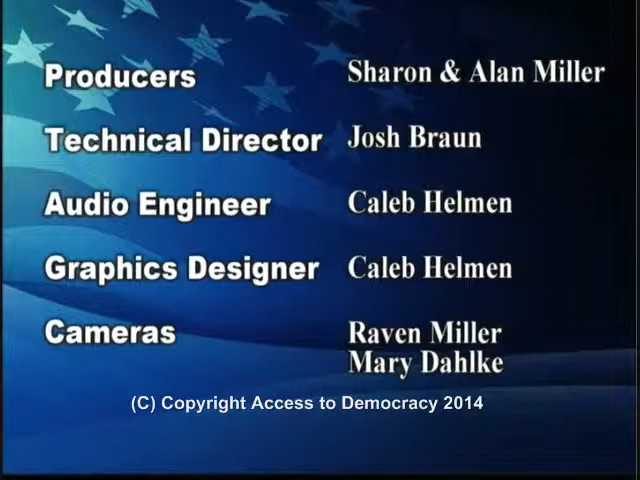 Producers Sharon & Alan Miller
Technical Director Josh Braun
Audio Engineer Caleb Helmen
Graphics Designer Caleb Helmen
Cameras Raven Miller
Mary Dahlke
(C) Copyright Access to Democracy 2014